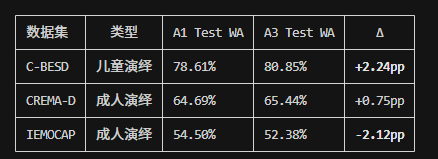 数据集 类型 A1 Test WA A3 Test WA Δ
C-BESD 儿童演绎 78.61% 80.85% +2.24pp
CREMA-D 成人演绎 64.69% 65.44% +0.75pp
IEMOCAP 成人演绎 54.50% 52.38% -2.12pp